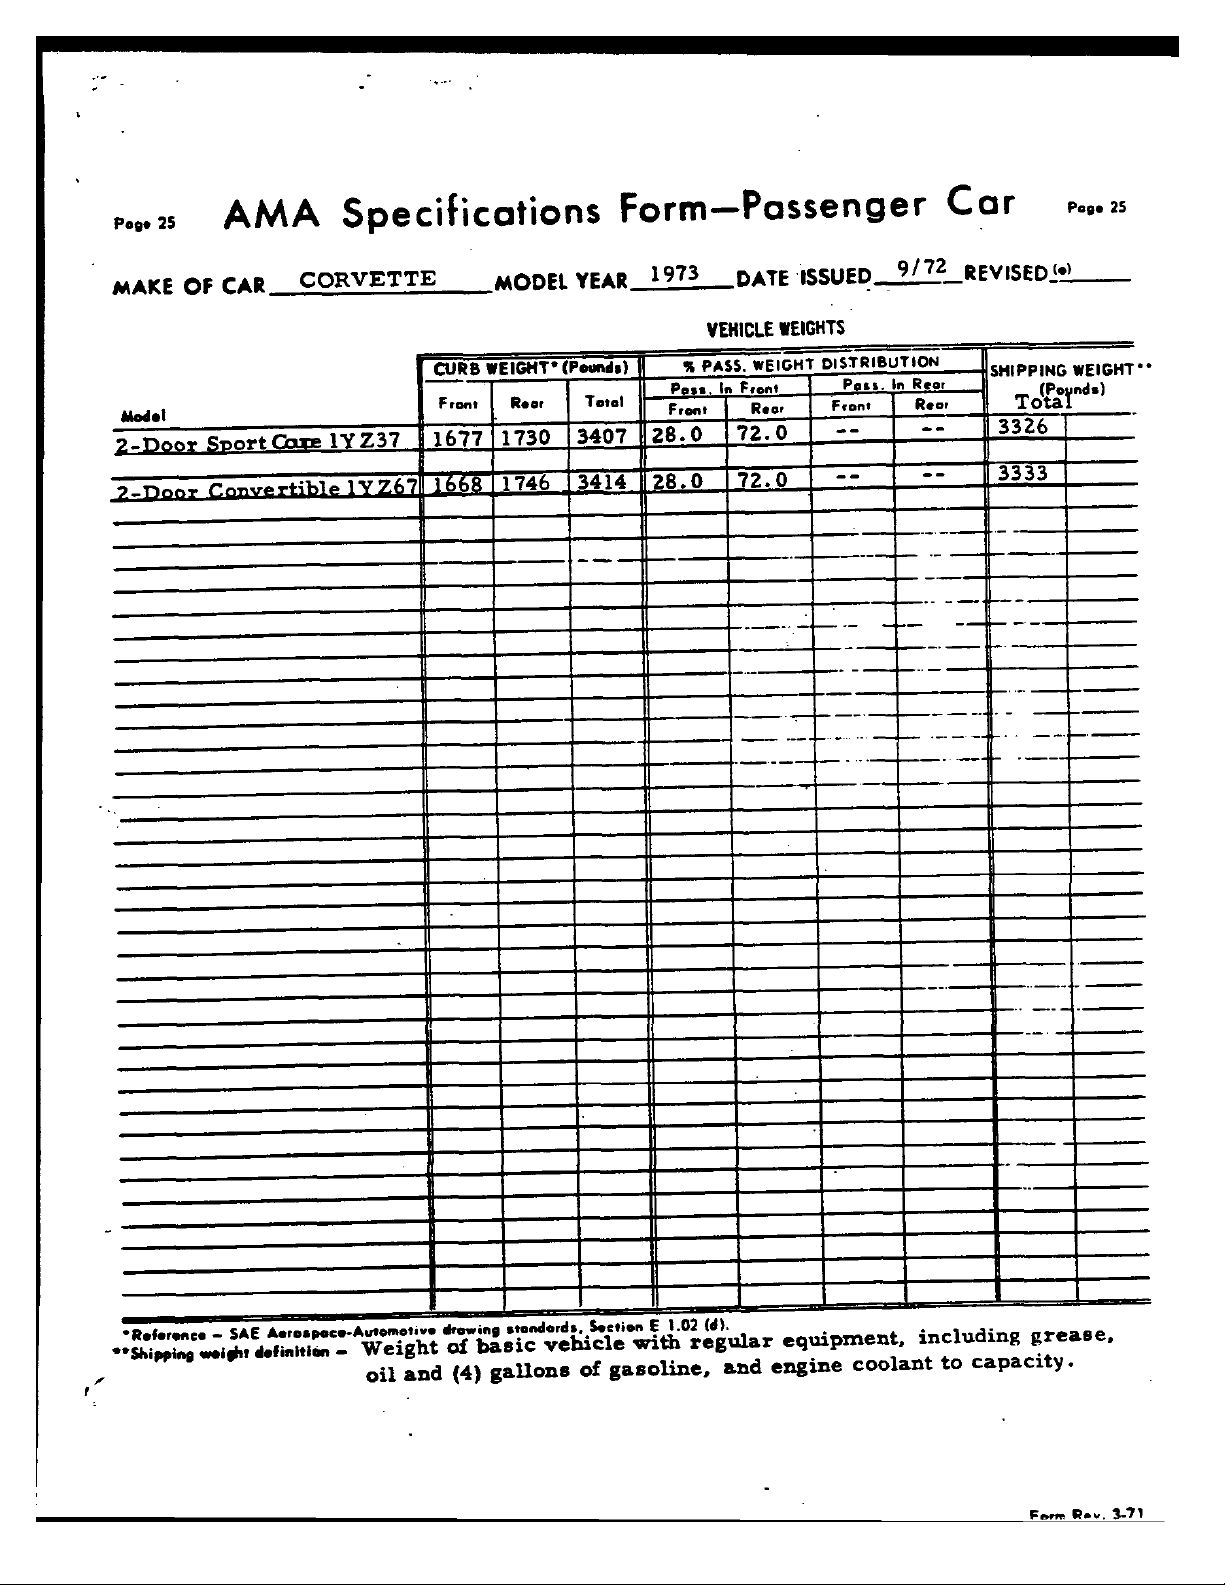 Page 25 AMA Specifications Form—Passenger Car Page 25
MAKE OF CAR CORVETTE MODEL YEAR 1973 DATE ISSUED 9/72 REVISED (•)
VEHICLE WEIGHTS
CURB WEIGHT* (Pounds) % PASS. WEIGHT DISTRIBUTION SHIPPING WEIGHT**
Pass. In Front Pass. In Rear (Pounds)
Model Front Rear Total Front Rear Front Rear Total
2-Door Sport Cope 1YZ37 1677 1730 3407 28.0 72.0 -- -- 3326
2-Door Convertible 1YZ67 1668 1746 3414 28.0 72.0 -- -- 3333
*Reference – SAE Aerospace-Automotive drawing standards, Section E 1.02 (d).
**Shipping weight definition – Weight of basic vehicle with regular equipment, including grease,
oil and (4) gallons of gasoline, and engine coolant to capacity.
Form Rev. 3-71